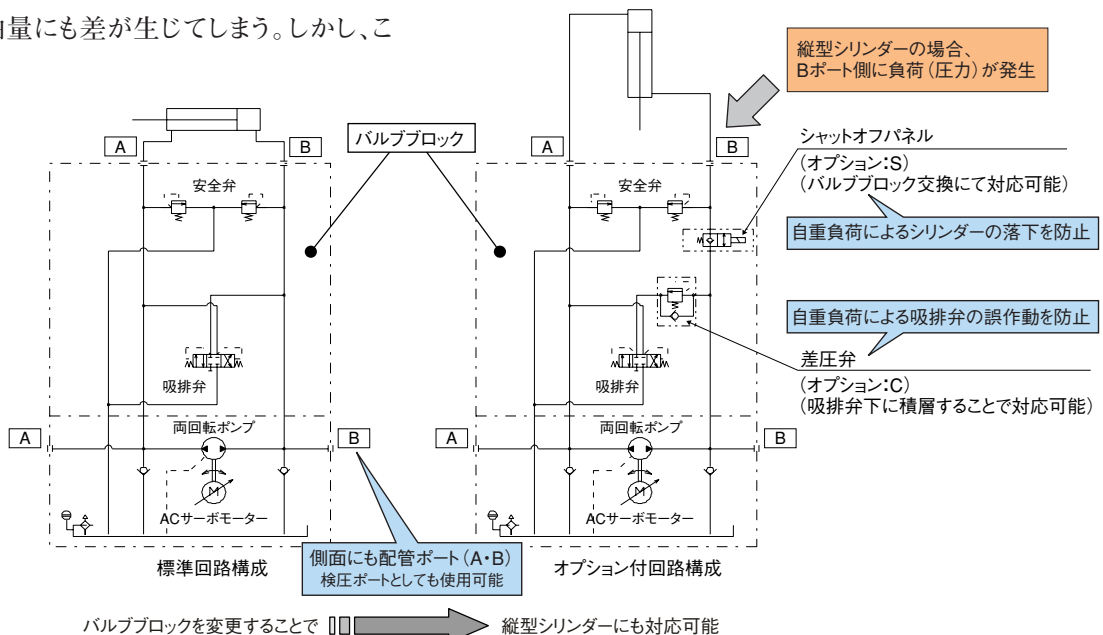 量にも差が生じてしまう。しかし、こ
縦型シリンダーの場合、
Bポート側に負荷(圧力)が発生
A
B
バルブブロック
A
B
シャットオフパネル
(オプション:S)
(バルブブロック交換にて対応可能)
安全弁
安全弁
自重負荷によるシリンダーの落下を防止
自重負荷による吸排弁の誤作動を防止
差圧弁
(オプション:C)
(吸排弁下に積層することで対応可能)
吸排弁
吸排弁
A
両回転ポンプ
B
A
両回転ポンプ
B
M
M
ACサーボモーター
ACサーボモーター
側面にも配管ポート(A・B)
検圧ポートとしても使用可能
標準回路構成
オプション付回路構成
バルブブロックを変更することで
縦型シリンダーにも対応可能